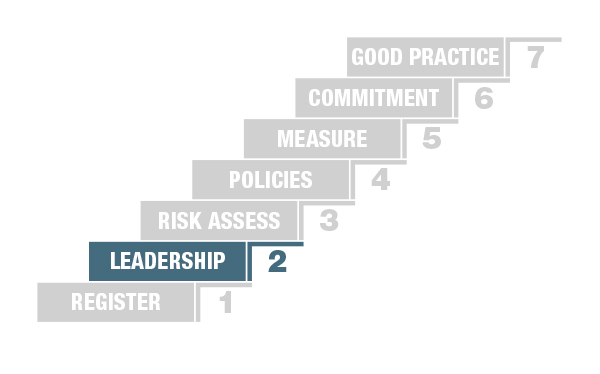 GOOD PRACTICE 7
COMMITMENT 6
MEASURE 5
POLICIES 4
RISK ASSESS 3
LEADERSHIP 2
REGISTER 1